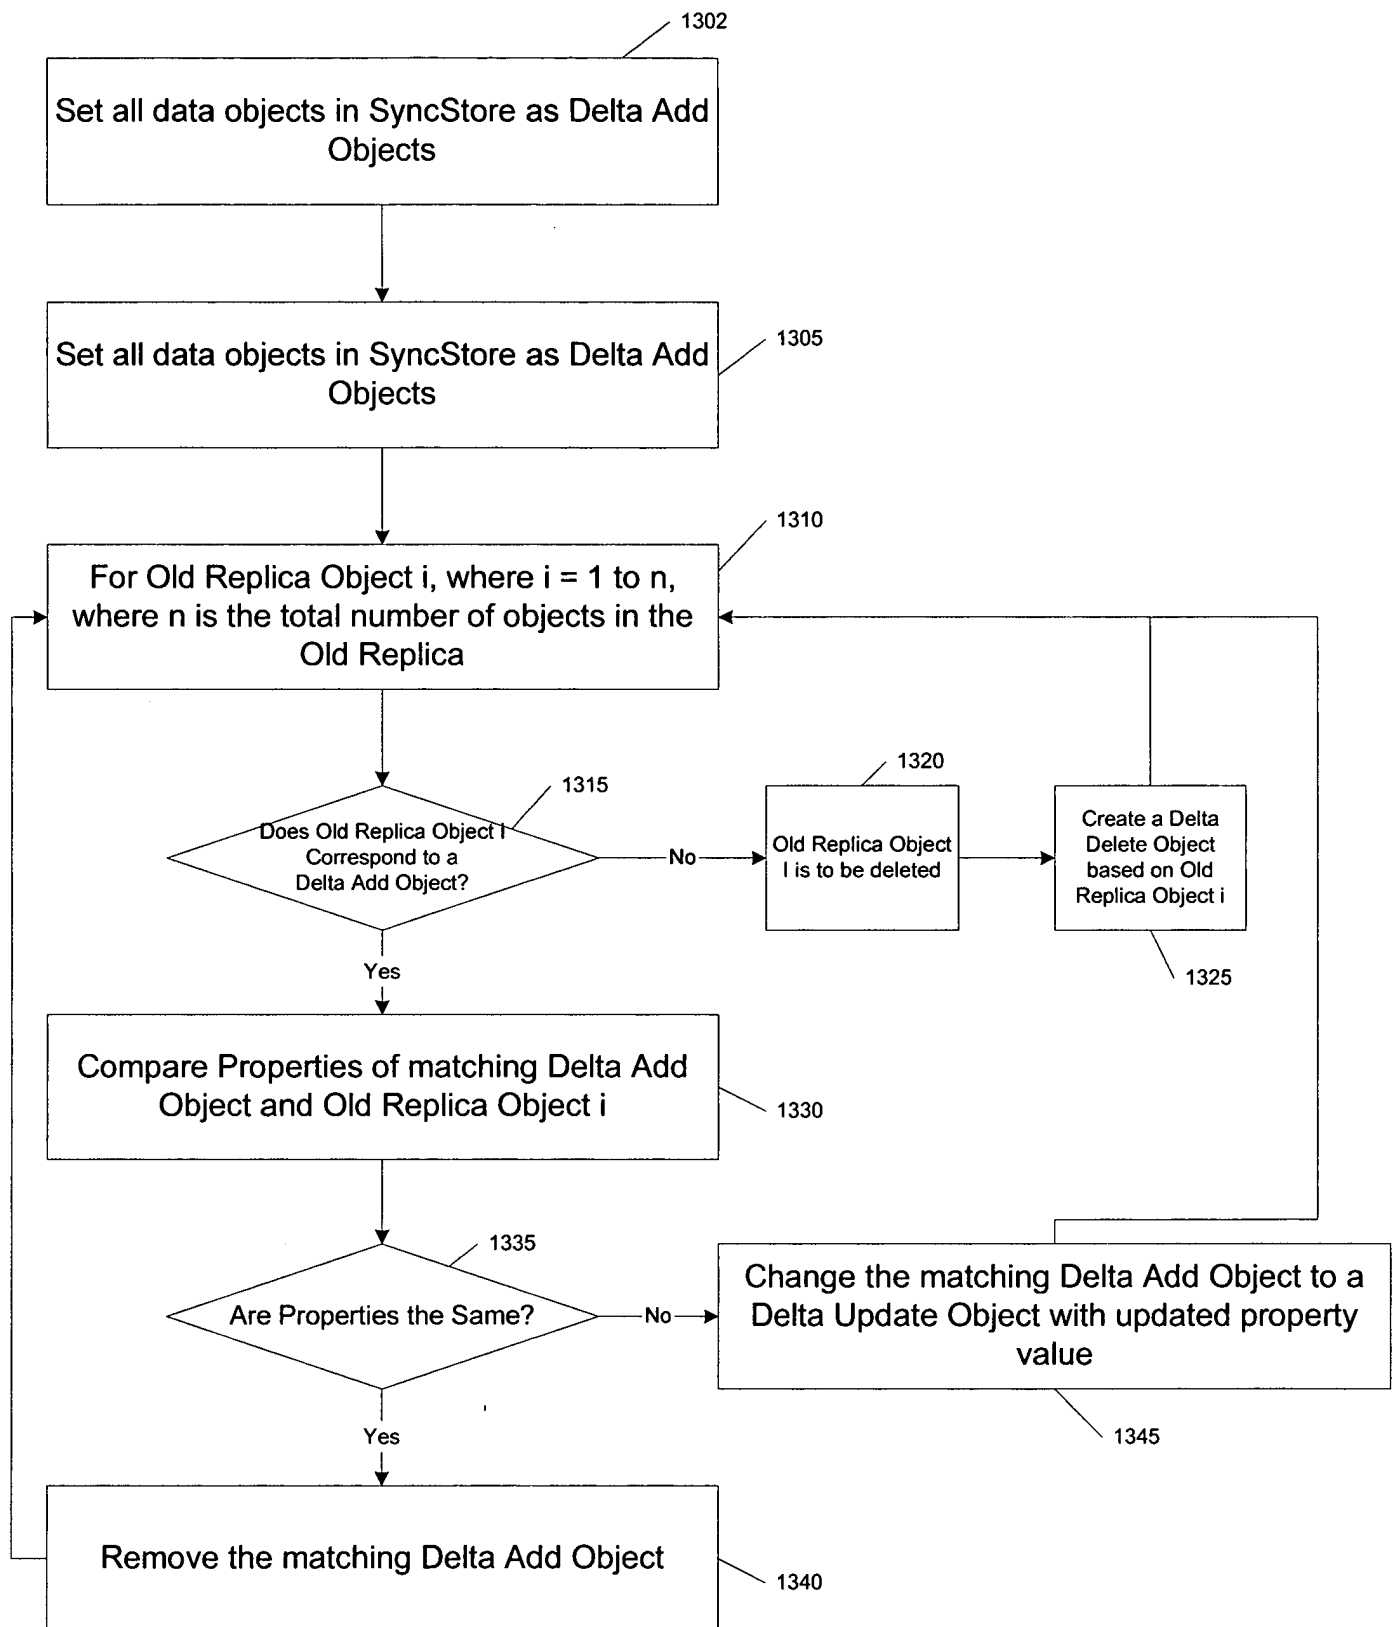 1302
Set all data objects in SyncStore as Delta Add
Objects
1305
Set all data objects in SyncStore as Delta Add
Objects
1310
For Old Replica Object i, where i = 1 to n,
where n is the total number of objects in the
Old Replica
1315
Does Old Replica Object I
Correspond to a
Delta Add Object?
No
1320
Old Replica Object
I is to be deleted
Create a Delta
Delete Object
based on Old
Replica Object i
1325
Yes
Compare Properties of matching Delta Add
Object and Old Replica Object i
1330
1335
Are Properties the Same?
No
Change the matching Delta Add Object to a
Delta Update Object with updated property
value
1345
Yes
Remove the matching Delta Add Object
1340